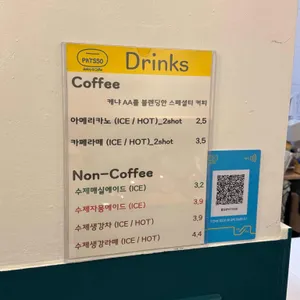 PATSSO
Drinks
Coffee
케냐 AA를 블렌딩한 스페셜티 커피
아메리카노 (ICE / HOT)_2shot 2,5
카페라떼 (ICE / HOT)_2shot 3,5
Non-Coffee
수제매실에이드 (ICE) 3,2
수제자몽에이드 (ICE) 3,9
수제생강차 (ICE / HOT) 3,9
수제생강라떼 (ICE / HOT) 4,4